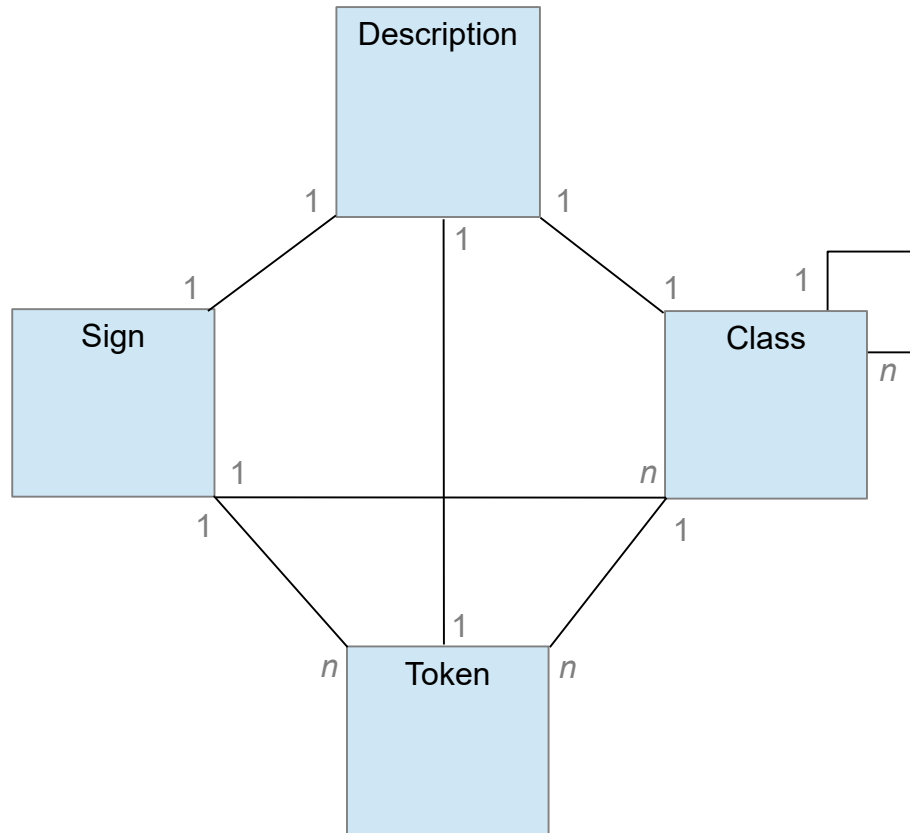 Description
1 1
1
1 1 1
Sign Class
n
1 n
1 1
1
n Token n